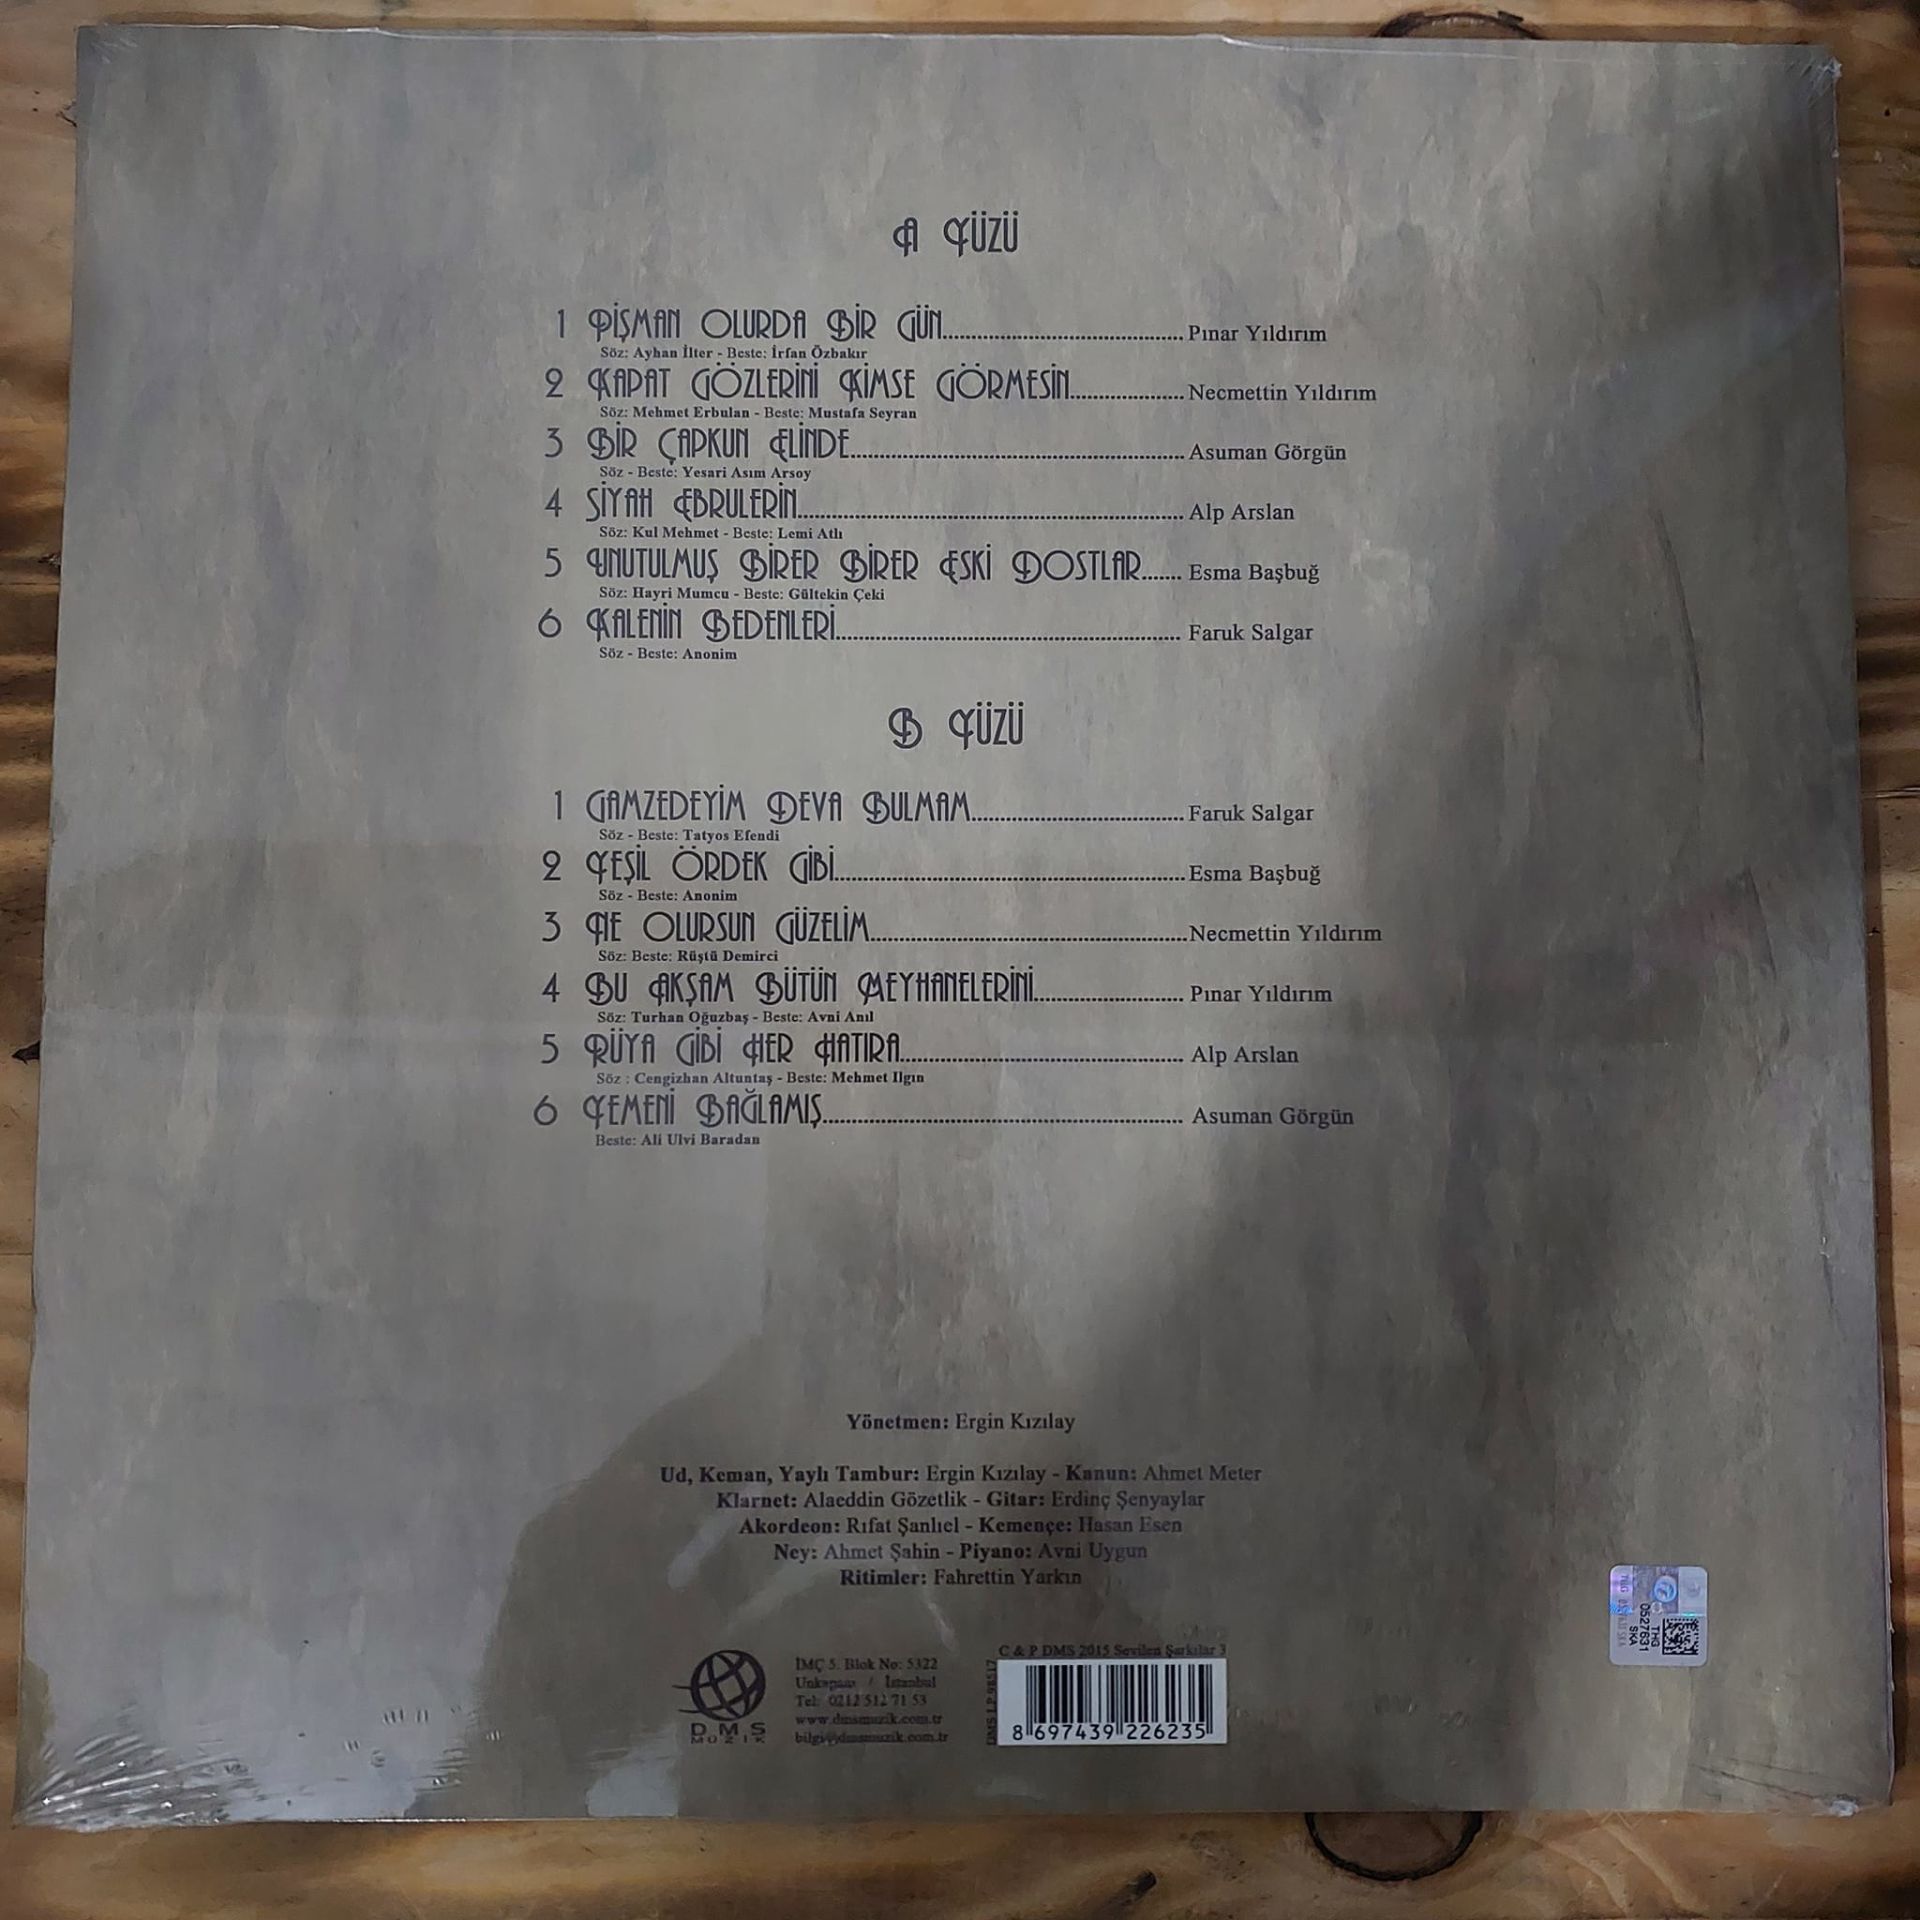 A YÜZÜ
1 PİŞMAN OLURDA BİR GÜN........ Pınar Yıldırım
Söz: Ayhan İlter - Beste: İrfan Özbakır
2 KAPAT GÖZLERİNİ KİMSE GÖRMESİN........ Necmettin Yıldırım
Söz: Mehmet Erbulan - Beste: Mustafa Seyran
3 BİR ÇAPKUN ELİNDE........ Asuman Görgün
Söz - Beste: Yesari Asım Arsoy
4 SİYAH EBRULERİN........ Alp Arslan
Söz: Kul Mehmet - Beste: Lemi Atlı
5 UNUTULMUŞ BİRER BİRER ESKİ DOSTLAR....... Esma Başbuğ
Söz: Hayri Mumcu - Beste: Gültekin Çeki
6 KALENİN BEDENLERİ........ Faruk Salgar
Söz - Beste: Anonim
B YÜZÜ
1 GAMZEDEYİM DEVA BULMAM........ Faruk Salgar
Söz - Beste: Tatyos Efendi
2 YEŞİL ÖRDEK GİBİ........ Esma Başbuğ
Söz - Beste: Anonim
3 NE OLURSUN GÜZELİM........ Necmettin Yıldırım
Söz: Beste: Rüştü Demirci
4 BU AKŞAM BÜTÜN MEYHANELERİNİ........ Pınar Yıldırım
Söz: Turhan Oğuzbaş - Beste: Avni Anıl
5 RÜYA GİBİ HER HATIRA........ Alp Arslan
Söz : Cengizhan Altuntaş - Beste: Mehmet Ilgın
6 YEMENİ BAĞLAMIŞ........ Asuman Görgün
Beste: Ali Ulvi Baradan
Yönetmen: Ergin Kızılay
Ud, Keman, Yaylı Tambur: Ergin Kızılay - Kanun: Ahmet Meter
Klarnet: Alaeddin Gözetlik - Gitar: Erdinç Şenyaylar
Akordeon: Rıfat Şanlıel - Kemençe: Hasan Esen
Ney: Ahmet Şahin - Piyano: Avni Uygun
Ritimler: Fahrettin Yarkın
D.M.S
MÜZİK
İMÇ 5. Blok No: 5322
Unkapanı / İstanbul
Tel: 0212 512 71 53
www.dmsmuzik.com.tr
bilgi@dmsmuzik.com.tr
C & P DMS 2015 Sevilen Şarkılar 3
DMS LP 98517
8 697439 226235
THG
0527631
SKA